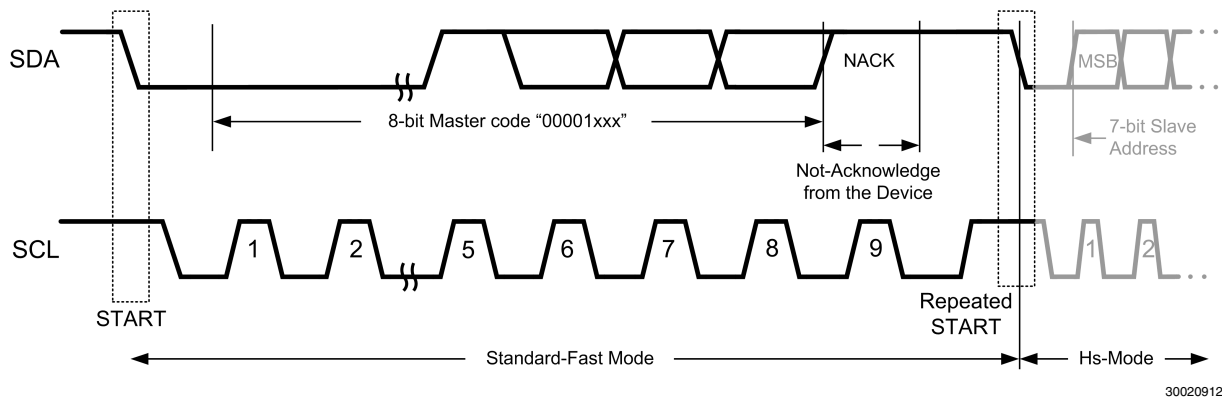 SDA
NACK
MSB
8-bit Master code “00001xxx”
7-bit Slave
Address
Not-Acknowledge
from the Device
SCL
1
2
5
6
7
8
9
1
2
START
Repeated
START
Standard-Fast Mode
Hs-Mode
30020912